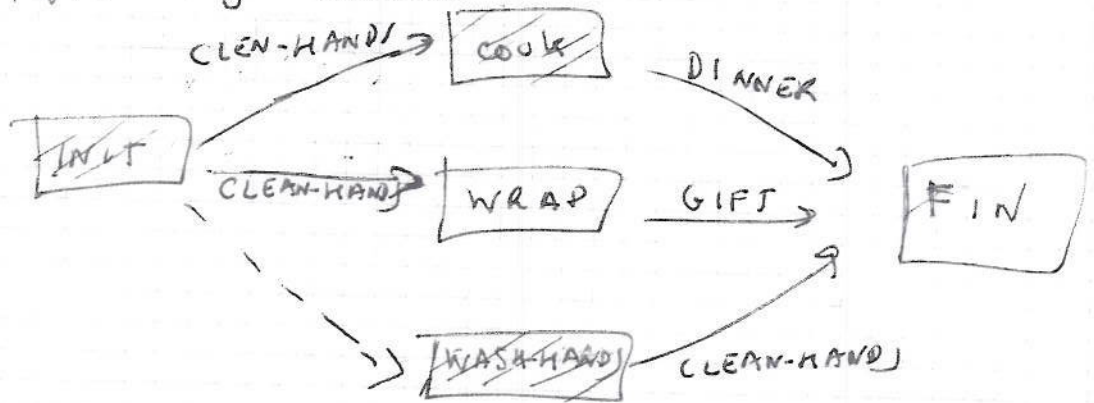 CLEN-HANDS
COOK
DINNER
INIT
CLEAN-HANDS
WRAP
GIFT
FIN
WASH-HANDS
CLEAN-HANDS